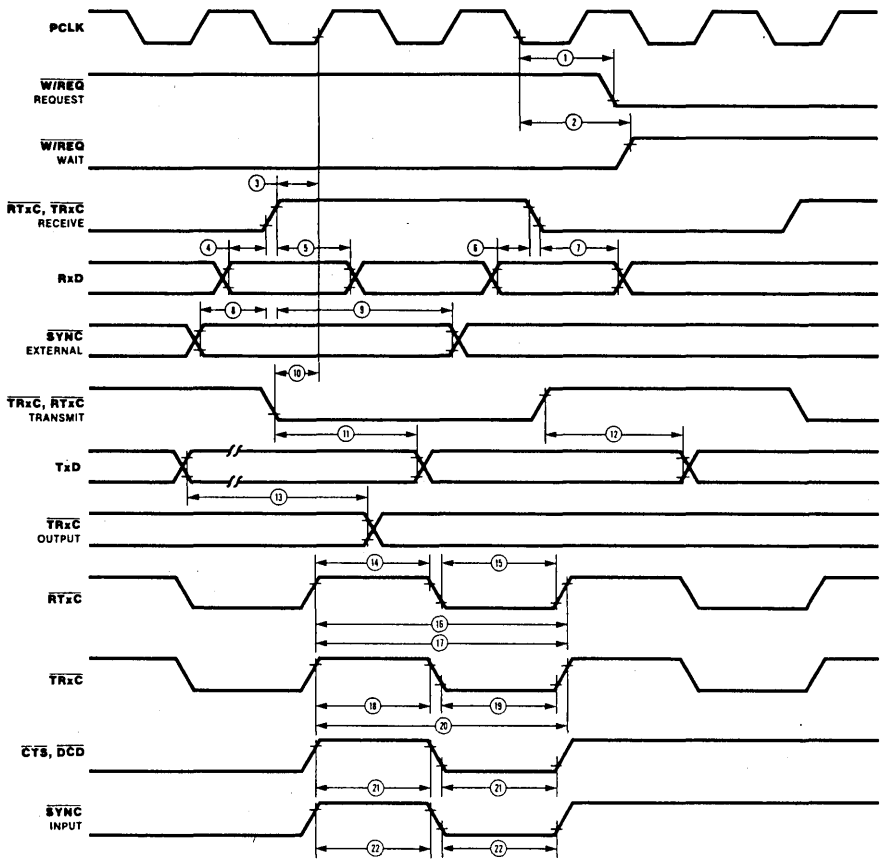 PCLK
1
W/REQ
REQUEST
2
W/REQ
WAIT
3
RTxC, TRxC
RECEIVE
4
5
6
7
RxD
8
9
SYNC
EXTERNAL
10
TRxC, RTxC
TRANSMIT
11
12
TxD
13
TRxC
OUTPUT
14
15
RTxC
16
17
TRxC
18
19
20
CTS, DCD
21
21
SYNC
INPUT
22
22